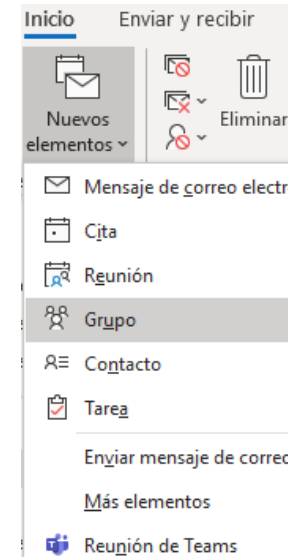 Inicio Enviar y recibir
Nuevos
elementos
Eliminar
Mensaje de correo electr
Cita
Reunión
Grupo
Contacto
Tarea
Enviar mensaje de correo
Más elementos
Reunión de Teams